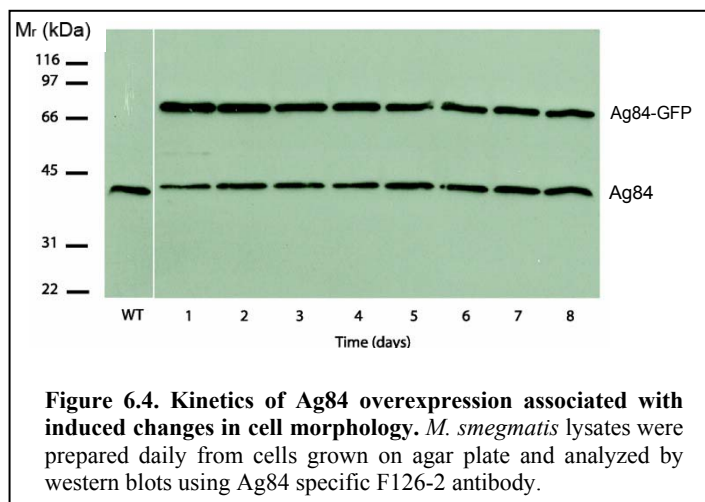 Mr (kDa)
116
97
66
45
31
22
Ag84-GFP
Ag84
WT 1 2 3 4 5 6 7 8
Time (days)
Figure 6.4. Kinetics of Ag84 overexpression associated with
induced changes in cell morphology. M. smegmatis lysates were
prepared daily from cells grown on agar plate and analyzed by
western blots using Ag84 specific F126-2 antibody.